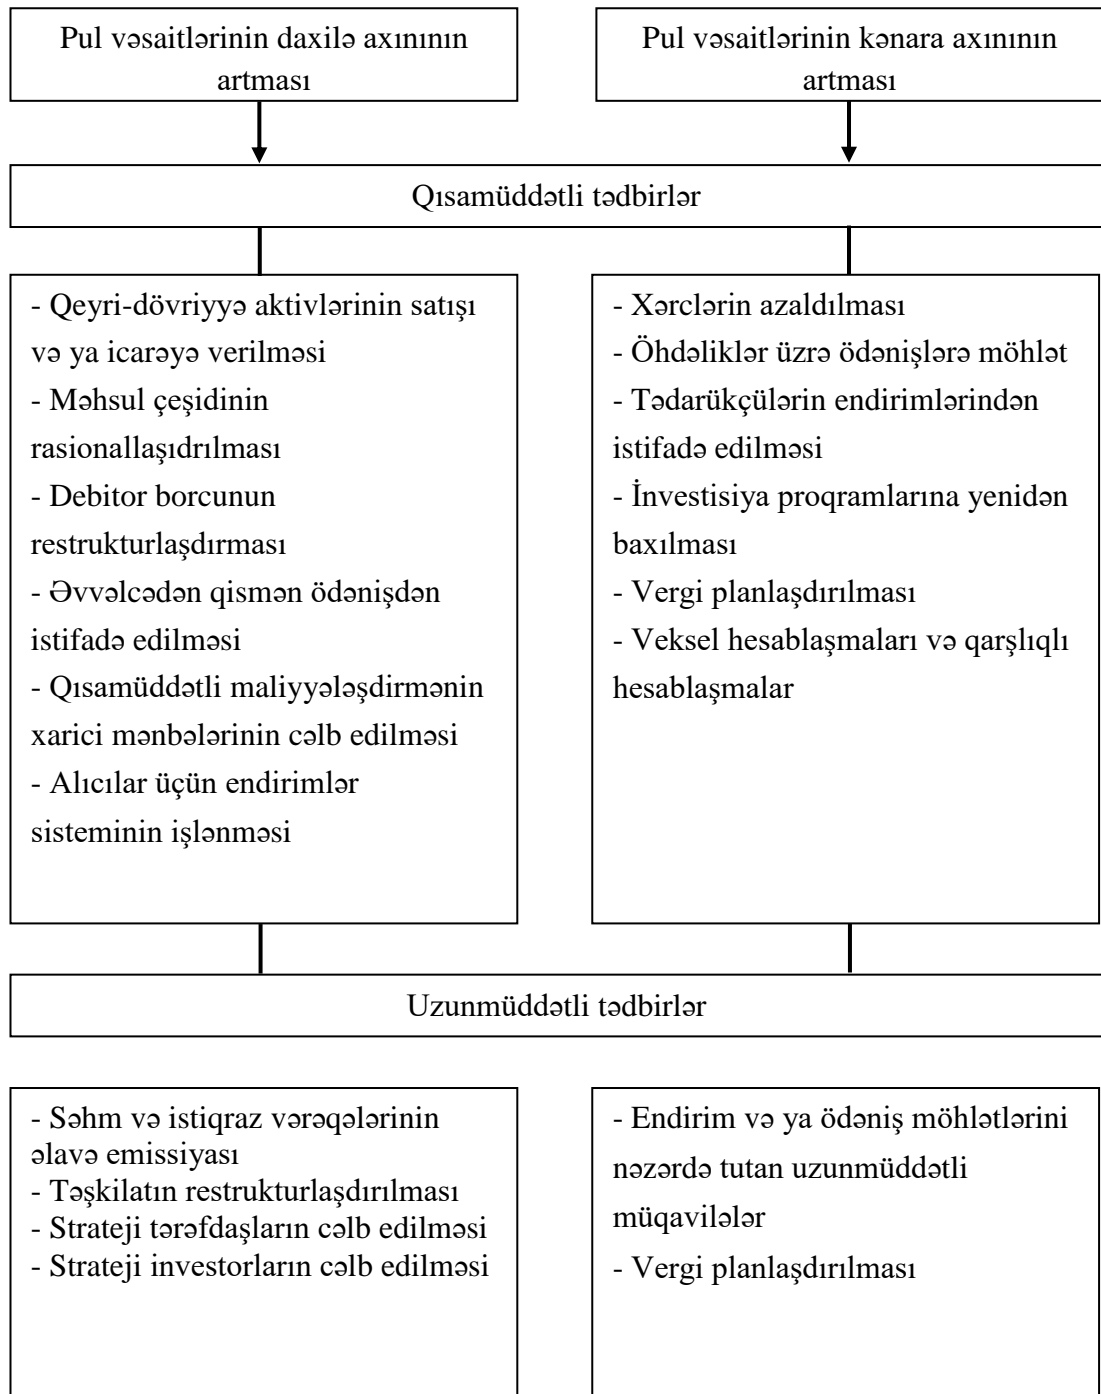 Pul vəsaitlərinin daxilə axınının
artması
Pul vəsaitlərinin kənara axınının
artması
Qısamüddətli tədbirlər
- Qeyri-dövriyyə aktivlərinin satışı
və ya icarəyə verilməsi
- Məhsul çeşidinin
rasionallaşıdrılması
- Debitor borcunun
restrukturlaşdırması
- Əvvəlcədən qismən ödənişdən
istifadə edilməsi
- Qısamüddətli maliyyələşdirmənin
xarici mənbələrinin cəlb edilməsi
- Alıcılar üçün endirimlər
sisteminin işlənməsi
- Xərclərin azaldılması
- Öhdəliklər üzrə ödənişlərə möhlət
- Tədarükçülərin endirimlərindən
istifadə edilməsi
- İnvestisiya proqramlarına yenidən
baxılması
- Vergi planlaşdırılması
- Veksel hesablaşmaları və qarşlıqlı
hesablaşmalar
Uzunmüddətli tədbirlər
- Səhm və istiqraz vərəqələrinin
əlavə emissiyası
- Təşkilatın restrukturlaşdırılması
- Strateji tərəfdaşların cəlb edilməsi
- Strateji investorların cəlb edilməsi
- Endirim və ya ödəniş möhlətlərini
nəzərdə tutan uzunmüddətli
müqavilələr
- Vergi planlaşdırılması